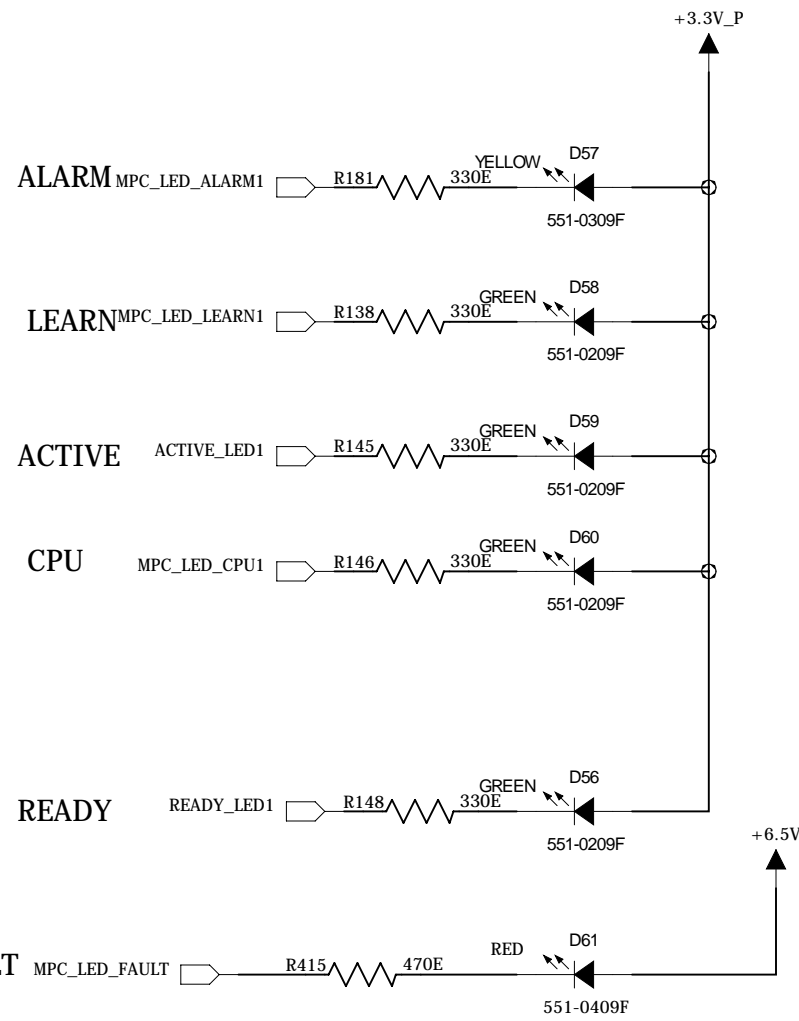 +3.3V_P
ALARM MPC_LED_ALARM1 R181 330E YELLOW D57
551-0309F
LEARN MPC_LED_LEARN1 R138 330E GREEN D58
551-0209F
ACTIVE ACTIVE_LED1 R145 330E GREEN D59
551-0209F
CPU MPC_LED_CPU1 R146 330E GREEN D60
551-0209F
READY READY_LED1 R148 330E GREEN D56
551-0209F
+6.5V
LT MPC_LED_FAULT R415 470E RED D61
551-0409F